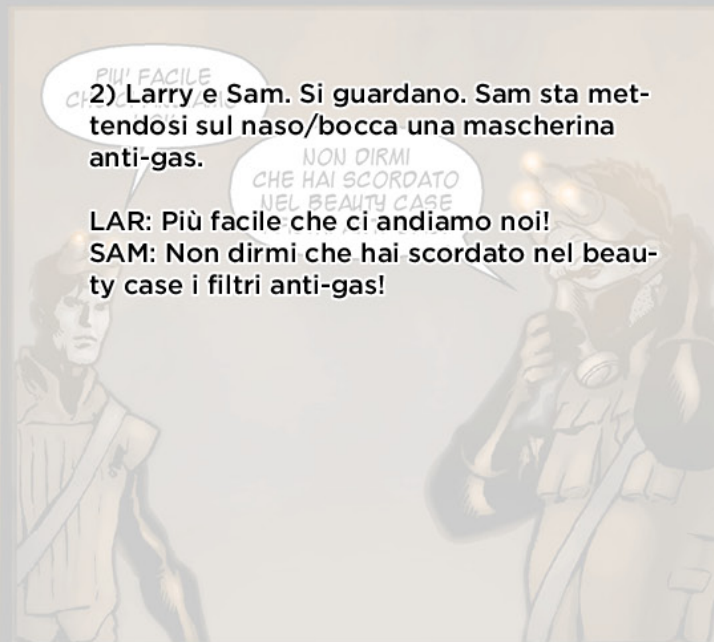 2) Larry e Sam. Si guardano. Sam sta met-
tendosi sul naso/bocca una mascherina
anti-gas.
LAR: Più facile che ci andiamo noi!
SAM: Non dirmi che hai scordato nel beau-
ty case i filtri anti-gas!
PIU' FACILE
NON DIRMI
CHE HAI SCORDATO
NEL BEAUTY CASE